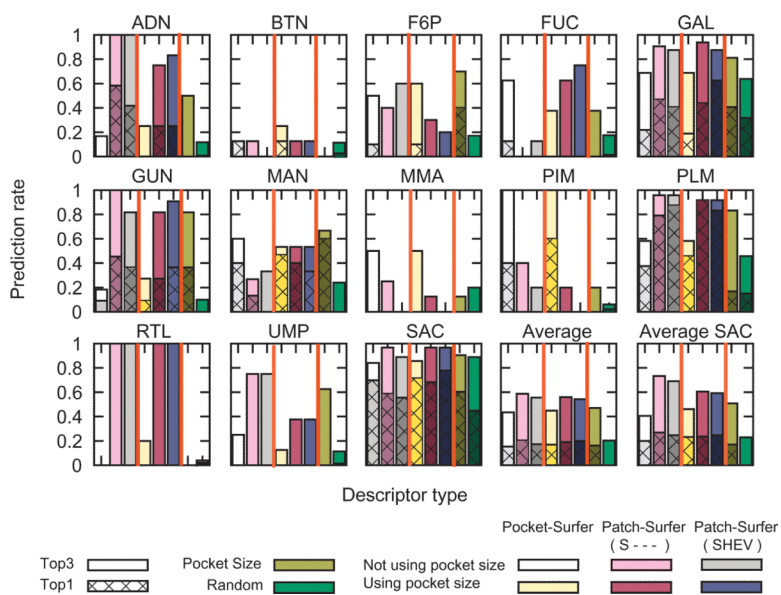 ADN BTN F6P FUC GAL
1
0.8
0.6
0.4
0.2
0
GUN MAN MMA PIM PLM
1
0.8
0.6
0.4
0.2
0
RTL UMP SAC Average Average SAC
1
0.8
0.6
0.4
0.2
0
Prediction rate
Descriptor type
Pocket-Surfer Patch-Surfer Patch-Surfer
( S - - - ) ( SHEV )
Top3 Pocket Size Not using pocket size
Top1 Random Using pocket size